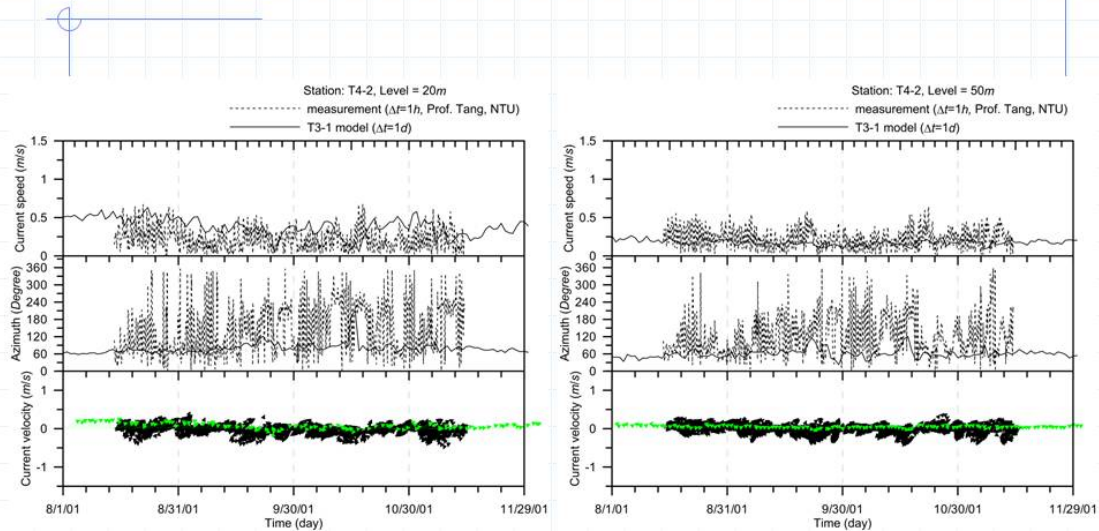 Station: T4-2, Level = 20m
measurement (Δt=1h, Prof. Tang, NTU)
T3-1 model (Δt=1d)
Current speed (m/s)
1.5
1
0.5
0
Azimuth (Degree)
360
300
240
180
120
60
0
Current velocity (m/s)
1
0
-1
8/1/01 8/31/01 9/30/01 10/30/01 11/29/01
Time (day)
Station: T4-2, Level = 50m
measurement (Δt=1h, Prof. Tang, NTU)
T3-1 model (Δt=1d)
Current speed (m/s)
1.5
1
0.5
0
Azimuth (Degree)
360
300
240
180
120
60
0
Current velocity (m/s)
1
0
-1
8/1/01 8/31/01 9/30/01 10/30/01 11/29/01
Time (day)